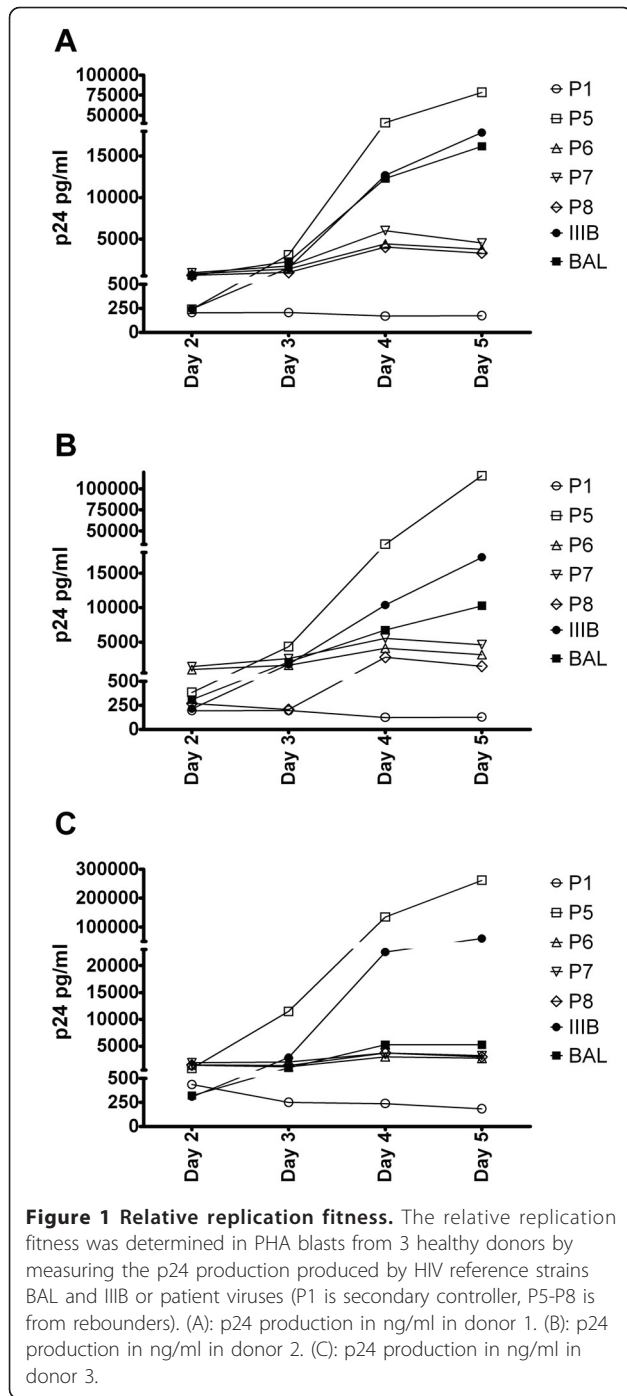 A
100000
75000
50000
15000
10000
5000
500
250
0
p24 pg/ml
Day 2
Day 3
Day 4
Day 5
P1
P5
P6
P7
P8
IIIB
BAL
B
100000
50000
15000
10000
5000
500
250
0
p24 pg/ml
Day 2
Day 3
Day 4
Day 5
P1
P5
P6
P7
P8
IIIB
BAL
C
300000
200000
100000
20000
15000
10000
5000
500
250
0
p24 pg/ml
Day 2
Day 3
Day 4
Day 5
P1
P5
P6
P7
P8
IIIB
BAL
Figure 1 Relative replication fitness. The relative replication
fitness was determined in PHA blasts from 3 healthy donors by
measuring the p24 production produced by HIV reference strains
BAL and IIIB or patient viruses (P1 is secondary controller, P5-P8 is
from rebounders). (A): p24 production in ng/ml in donor 1. (B): p24
production in ng/ml in donor 2. (C): p24 production in ng/ml in
donor 3.